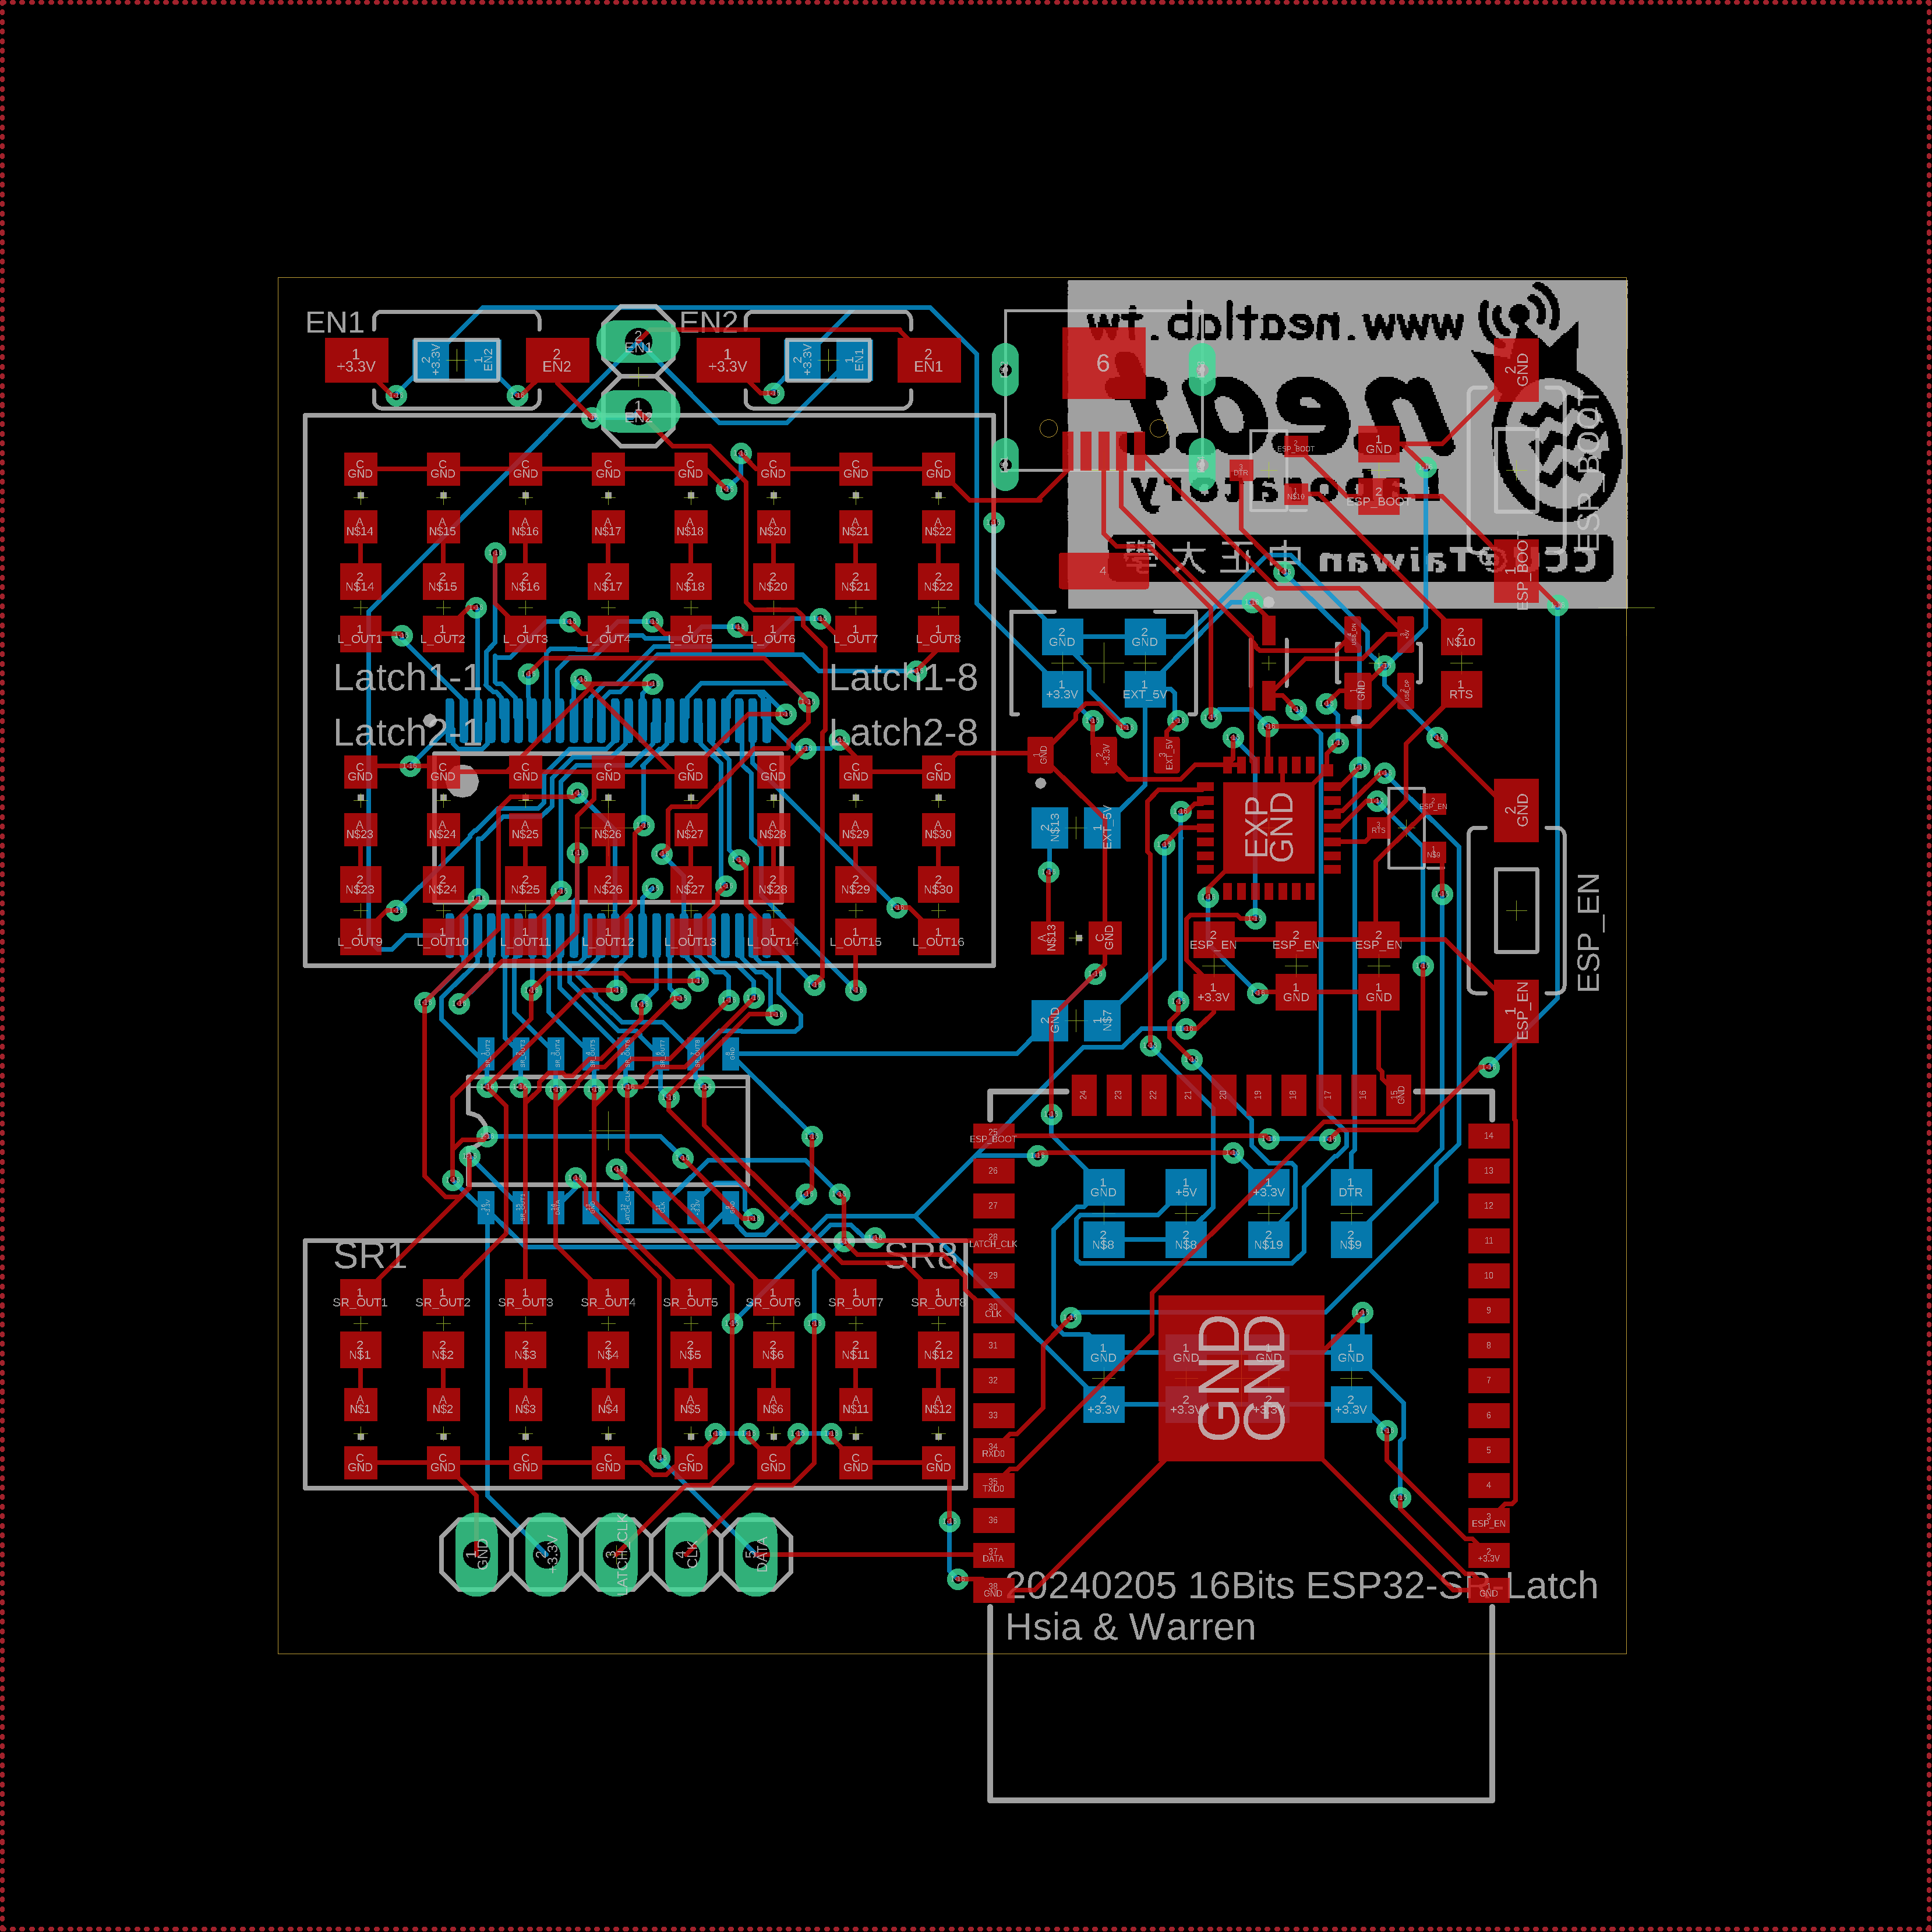 EN1
EN2
1 +3.3V
2 +3.3V
1 EN2
2 EN2
2 EN1
1 EN2
1 +3.3V
2 +3.3V
1 EN1
2 EN1
www.neatlab.tw
neat
laboratory
ccu@Taiwan 中正大學
6
4
ESP_BOOT
2 GND
1 ESP_BOOT
C GND C GND C GND C GND C GND C GND C GND C GND
A N$14 A N$15 A N$16 A N$17 A N$18 A N$20 A N$21 A N$22
2 N$14 2 N$15 2 N$16 2 N$17 2 N$18 2 N$20 2 N$21 2 N$22
1 L_OUT1 1 L_OUT2 1 L_OUT3 1 L_OUT4 1 L_OUT5 1 L_OUT6 1 L_OUT7 1 L_OUT8
Latch1-1 Latch1-8
Latch2-1 Latch2-8
C GND C GND C GND C GND C GND C GND C GND C GND
A N$23 A N$24 A N$25 A N$26 A N$27 A N$28 A N$29 A N$30
2 N$23 2 N$24 2 N$25 2 N$26 2 N$27 2 N$28 2 N$29 2 N$30
1 L_OUT9 1 L_OUT10 1 L_OUT11 1 L_OUT12 1 L_OUT13 1 L_OUT14 1 L_OUT15 1 L_OUT16
1 GND
2 ESP_BOOT
2 GND 2 GND
1 +3.3V 1 EXT_5V
2 N$10
1 RTS
EXP GND
2 N$13 1 EXT_5V
A N$13 C GND
2 GND 1 N$7
2 ESP_EN 2 ESP_EN 2 ESP_EN
1 +3.3V 1 GND 1 GND
2 GND
1 ESP_EN
ESP_EN
24 23 22 21 20 19 18 17 16 15 GND
25 ESP_BOOT
26
27
28 LATCH_CLK
29
30 CLK
31
32
33
34 RXD0
35 TXD0
36
37 DATA
38 GND
14
13
12
11
10
9
8
7
6
5
4
3 ESP_EN
2 +3.3V
1 GND
1 GND 1 +5V 1 +3.3V 1 DTR
2 N$8 2 N$8 2 N$19 2 N$9
1 GND 1 GND 1 GND 1 GND
2 +3.3V 2 +3.3V 2 +3.3V 2 +3.3V
GND GND
SR1 SR8
1 SR_OUT1 1 SR_OUT2 1 SR_OUT3 1 SR_OUT4 1 SR_OUT5 1 SR_OUT6 1 SR_OUT7 1 SR_OUT8
2 N$1 2 N$2 2 N$3 2 N$4 2 N$5 2 N$6 2 N$11 2 N$12
A N$1 A N$2 A N$3 A N$4 A N$5 A N$6 A N$11 A N$12
C GND C GND C GND C GND C GND C GND C GND C GND
1 GND 2 +3.3V 3 LATCH_CLK 4 CLK 5 DATA
20240205 16Bits ESP32-SR-Latch
Hsia & Warren